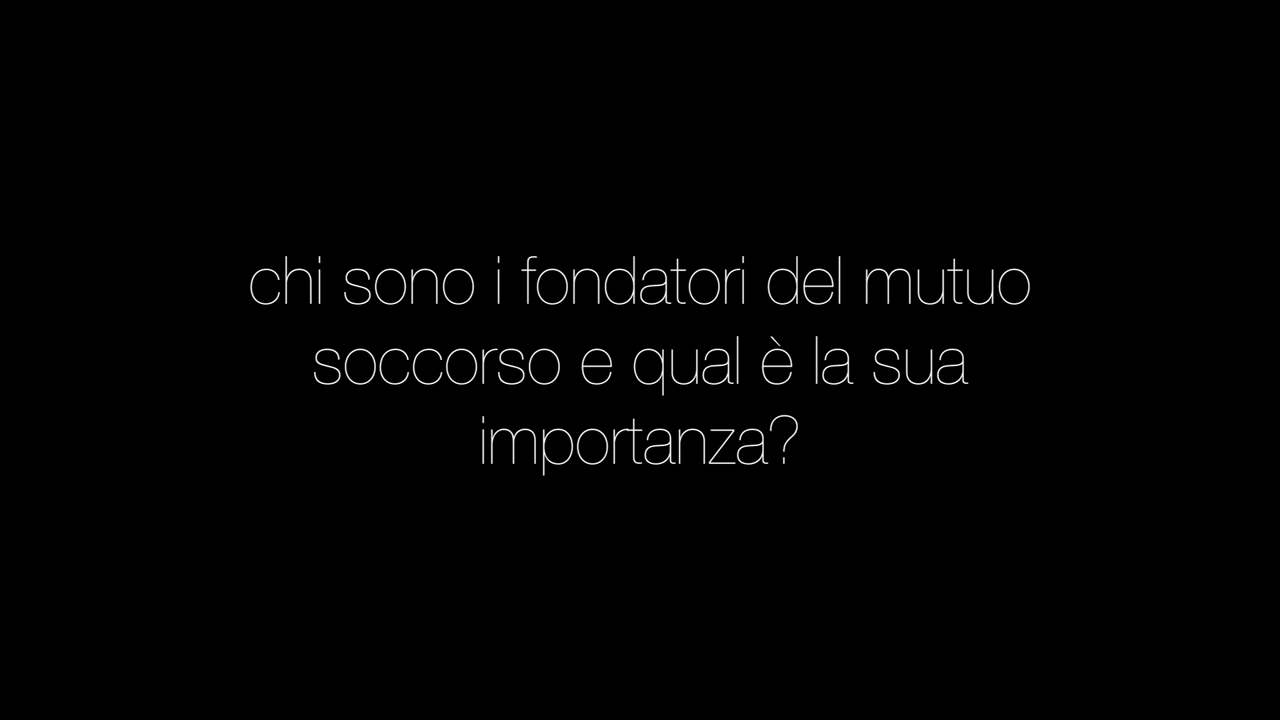 chi sono i fondatori del mutuo
soccorso e qual è la sua
importanza?